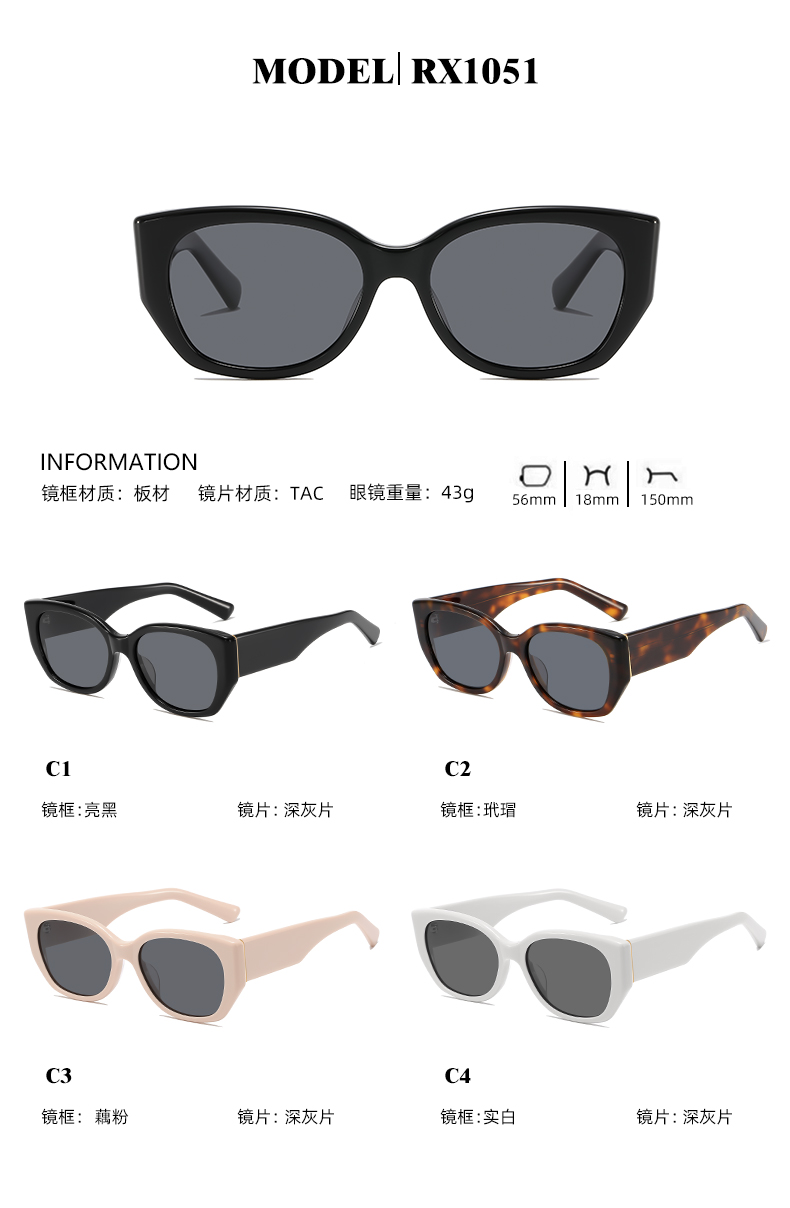 MODEL RX1051
INFORMATION
镜框材质：板材 镜片材质：TAC 眼镜重量：43g
56mm 18mm 150mm
C1 C2
镜框:亮黑 镜片：深灰片 镜框:玳瑁 镜片：深灰片
C3 C4
镜框：藕粉 镜片：深灰片 镜框:实白 镜片：深灰片